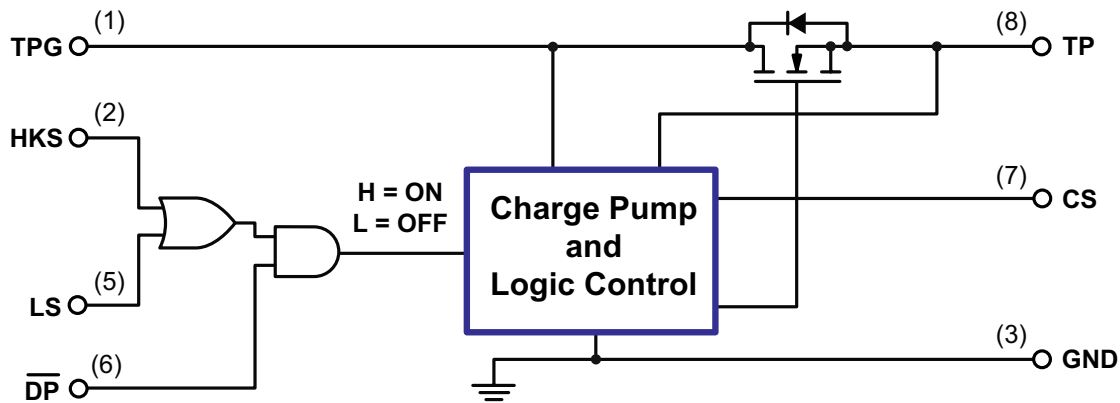 (1)
TPG
(8)
TP
(2)
HKS
H = ON
L = OFF
Charge Pump
and
Logic Control
(7)
CS
(5)
LS
(3)
GND
(6)
D̅P̅